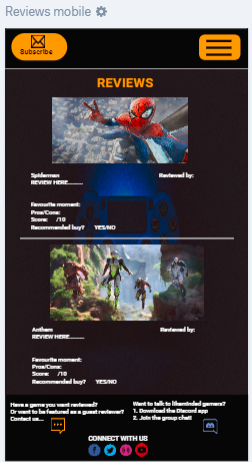 Reviews mobile
Subscribe
REVIEWS
Spiderman Reviewed by:
REVIEW HERE............
Favourite moment:
Pros/Cons:
Score: /10
Recommended buy? YES/NO
Anthem Reviewed by:
REVIEW HERE............
Favourite moment:
Pros/Cons:
Score: /10
Recommended buy? YES/NO
Have a game you want reviewed?
Or want to be featured as a guest reviewer?
Contact us....
Want to talk to likeminded gamers?
1. Download the Discord app
2. Join the group chat!
CONNECT WITH US